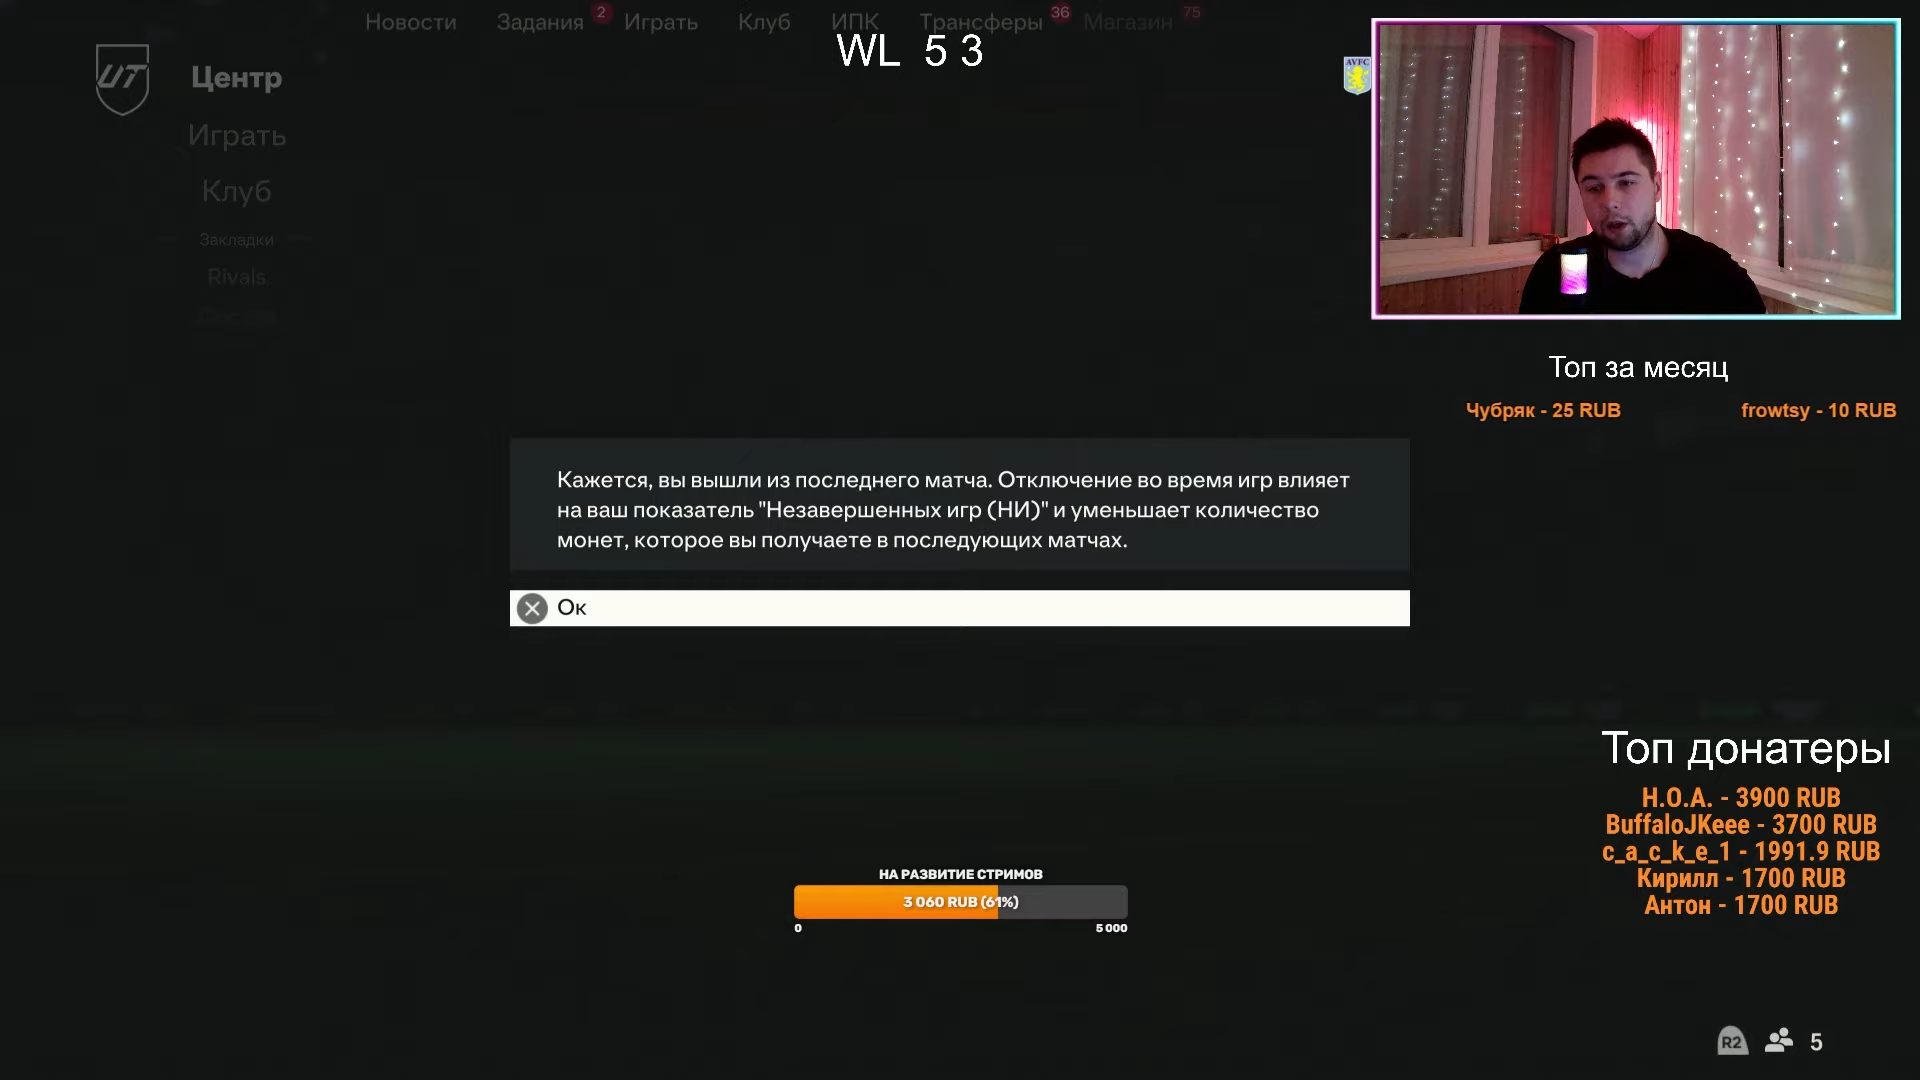 Новости Задания 2 Играть Клуб ИПК Трансферы 36 Магазин 75
WL 5 3
UT
Центр
Играть
Клуб
Закладки
Rivals
AVFC
Топ за месяц
Чубряк - 25 RUB frowtsy - 10 RUB
Кажется, вы вышли из последнего матча. Отключение во время игр влияет
на ваш показатель "Незавершенных игр (НИ)" и уменьшает количество
монет, которое вы получаете в последующих матчах.
Ок
Топ донатеры
H.O.A. - 3900 RUB
BuffaloJKeee - 3700 RUB
c_a_c_k_e_1 - 1991.9 RUB
Кирилл - 1700 RUB
Антон - 1700 RUB
НА РАЗВИТИЕ СТРИМОВ
3 060 RUB (61%)
0 5 000
R2 5